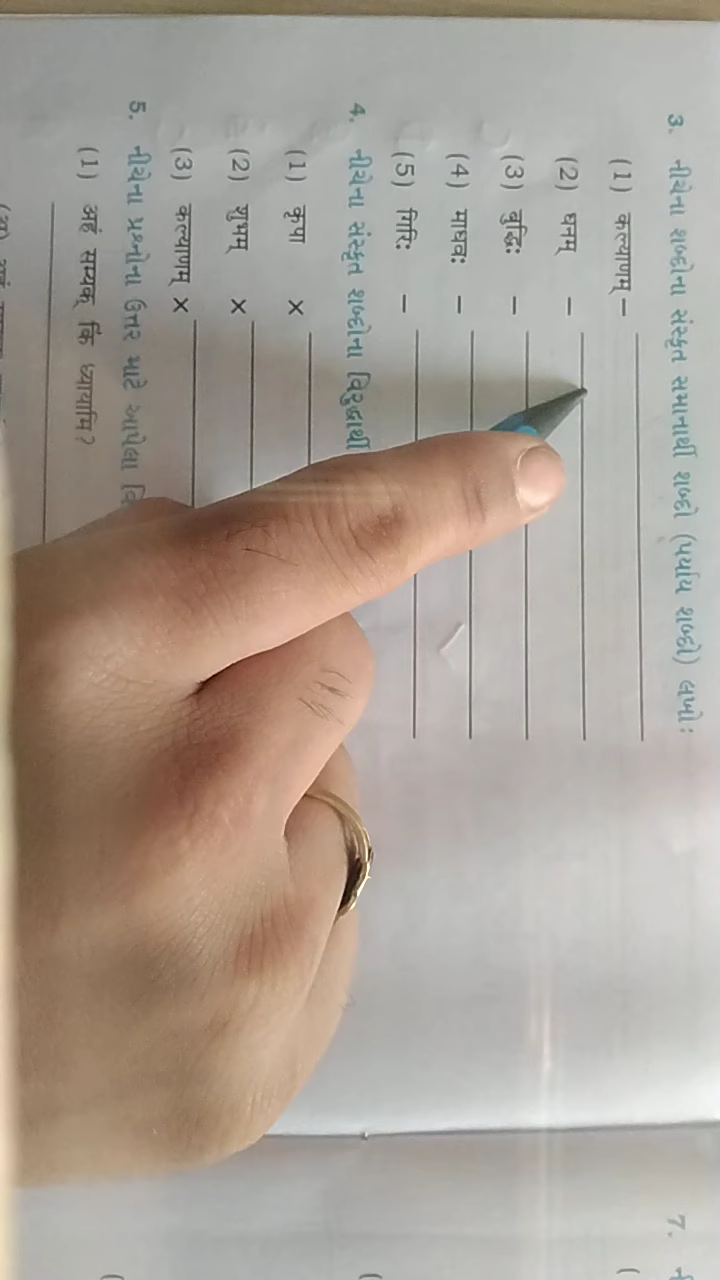 3. નીચેના શબ્દોના સંસ્કૃત સમાનાર્થી શબ્દો (પર્યાય શબ્દો) લખો:
(1) कल्याणम् –
(2) धनम् –
(3) बुद्धिः –
(4) माधवः –
(5) गिरिः –
4. નીચેના સંસ્કૃત શબ્દોના વિરુદ્ધાર્થી
(1) कृपा ×
(2) शुभम् ×
(3) कल्याणम् ×
5. નીચેના પ્રશ્નોના ઉત્તર માટે આપેલા
(1) अहं सम्यक् किं ध्यायामि?
7.